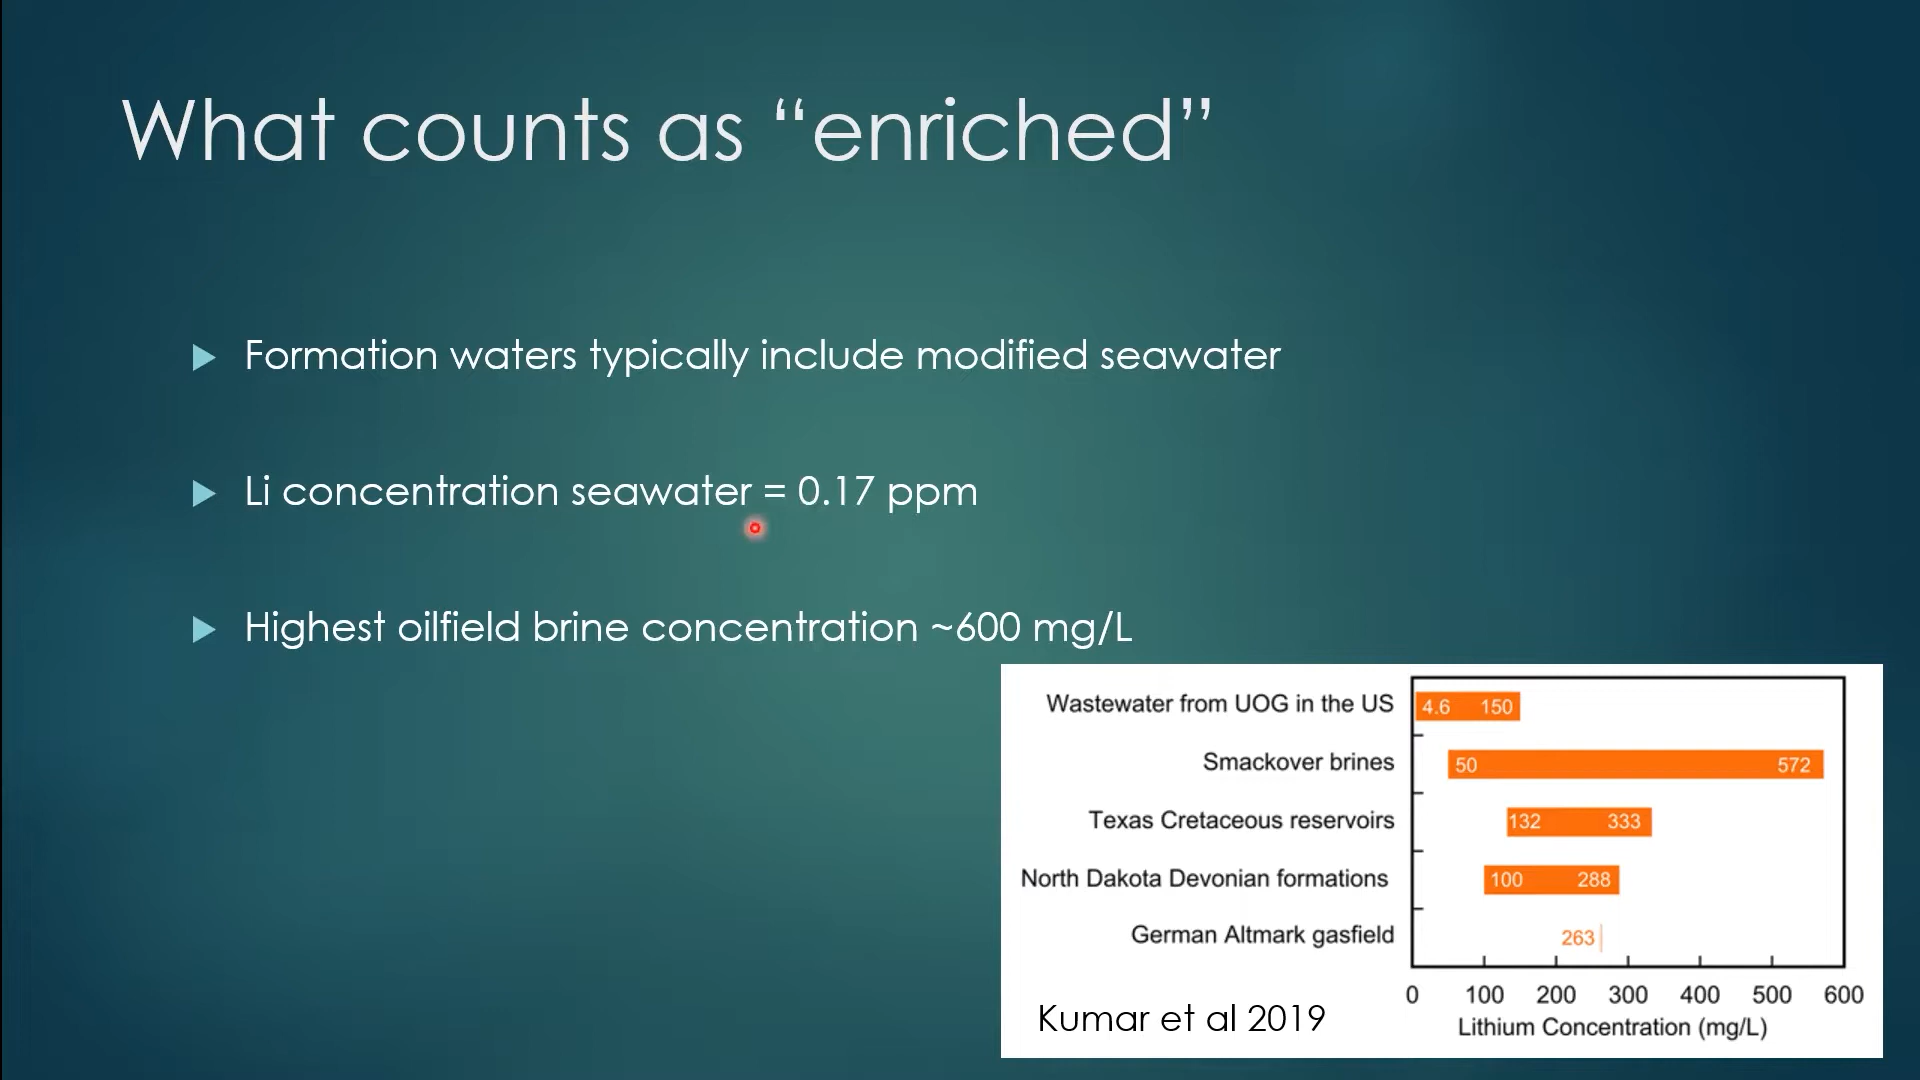 What counts as “enriched”
Formation waters typically include modified seawater
Li concentration seawater = 0.17 ppm
Highest oilfield brine concentration ~600 mg/L
Wastewater from UOG in the US
4.6 150
Smackover brines
50 572
Texas Cretaceous reservoirs
132 333
North Dakota Devonian formations
100 288
German Altmark gasfield
263
0 100 200 300 400 500 600
Lithium Concentration (mg/L)
Kumar et al 2019